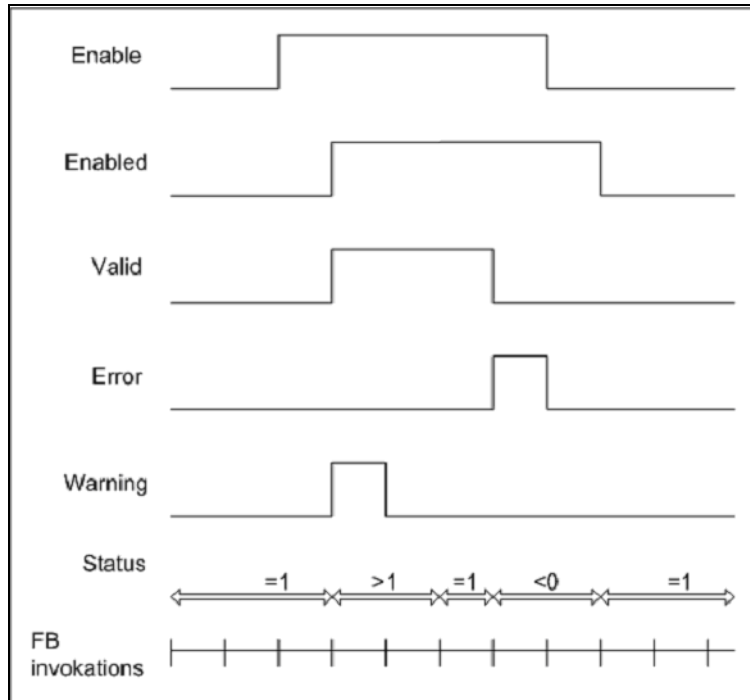 Enable
Enabled
Valid
Error
Warning
Status
=1 >1 =1 <0 =1
FB
invokations